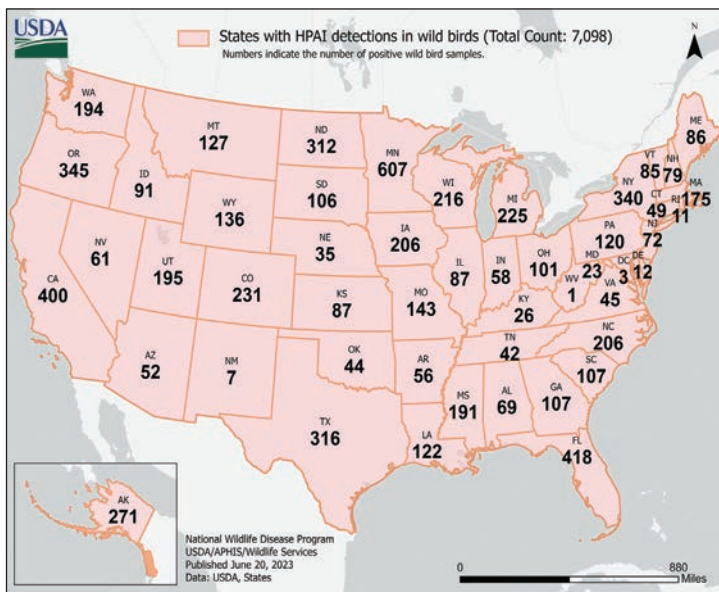 USDA
States with HPAI detections in wild birds (Total Count: 7,098)
Numbers indicate the number of positive wild bird samples.
N
WA
194
MT
127
ND
312
MN
607
ME
86
OR
345
ID
91
SD
106
WI
216
MI
225
VT
85
NH
79
NY
340
MA
175
CT
49
RI
11
WY
136
IA
206
PA
120
NJ
72
NV
61
UT
195
NE
35
CO
231
IL
87
IN
58
OH
101
MD
23
DC
3
DE
12
WV
1
VA
45
CA
400
KS
87
MO
143
KY
26
NC
206
TN
42
AZ
52
NM
7
OK
44
AR
56
SC
107
MS
191
AL
69
GA
107
TX
316
LA
122
FL
418
AK
271
National Wildlife Disease Program
USDA/APHIS/Wildlife Services
Published June 20, 2023
Data: USDA, States
0 880
Miles